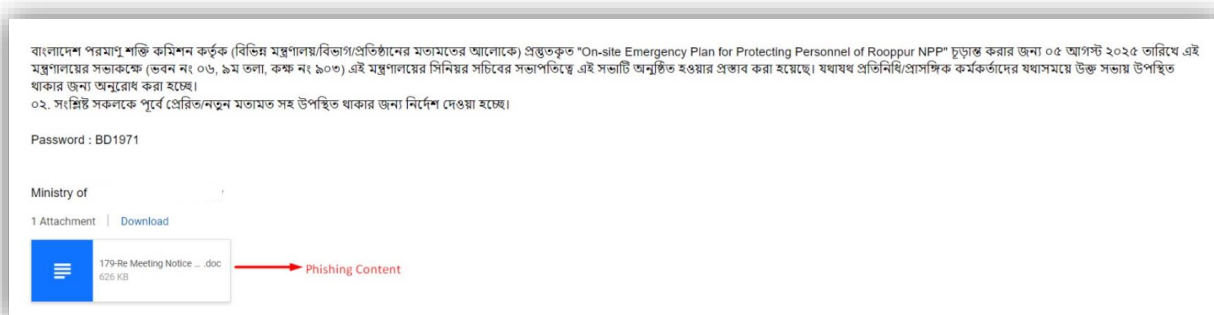 বাংলাদেশ পরমাণু শক্তি কমিশন কর্তৃক (বিভিন্ন মন্ত্রণালয়/বিভাগ/প্রতিষ্ঠানের মতামতের আলোকে) প্রস্তুতকৃত "On-site Emergency Plan for Protecting Personnel of Rooppur NPP" চূড়ান্ত করার জন্য ০৫ আগস্ট ২০২৫ তারিখে এই
মন্ত্রণালয়ের সভাকক্ষে (ভবন নং ০৬, ৯ম তলা, কক্ষ নং ৯০৩) এই মন্ত্রণালয়ের সিনিয়র সচিবের সভাপতিত্বে এই সভাটি অনুষ্ঠিত হওয়ার প্রস্তাব করা হয়েছে। যথাযথ প্রতিনিধি/প্রাসঙ্গিক কর্মকর্তাদের যথাসময়ে উক্ত সভায় উপস্থিত
থাকার জন্য অনুরোধ করা হচ্ছে।
০২. সংশ্লিষ্ট সকলকে পূর্বে প্রেরিত/নতুন মতামত সহ উপস্থিত থাকার জন্য নির্দেশ দেওয়া হচ্ছে।
Password : BD1971
Ministry of
1 Attachment | Download
179-Re Meeting Notice ... .doc
626 KB
Phishing Content